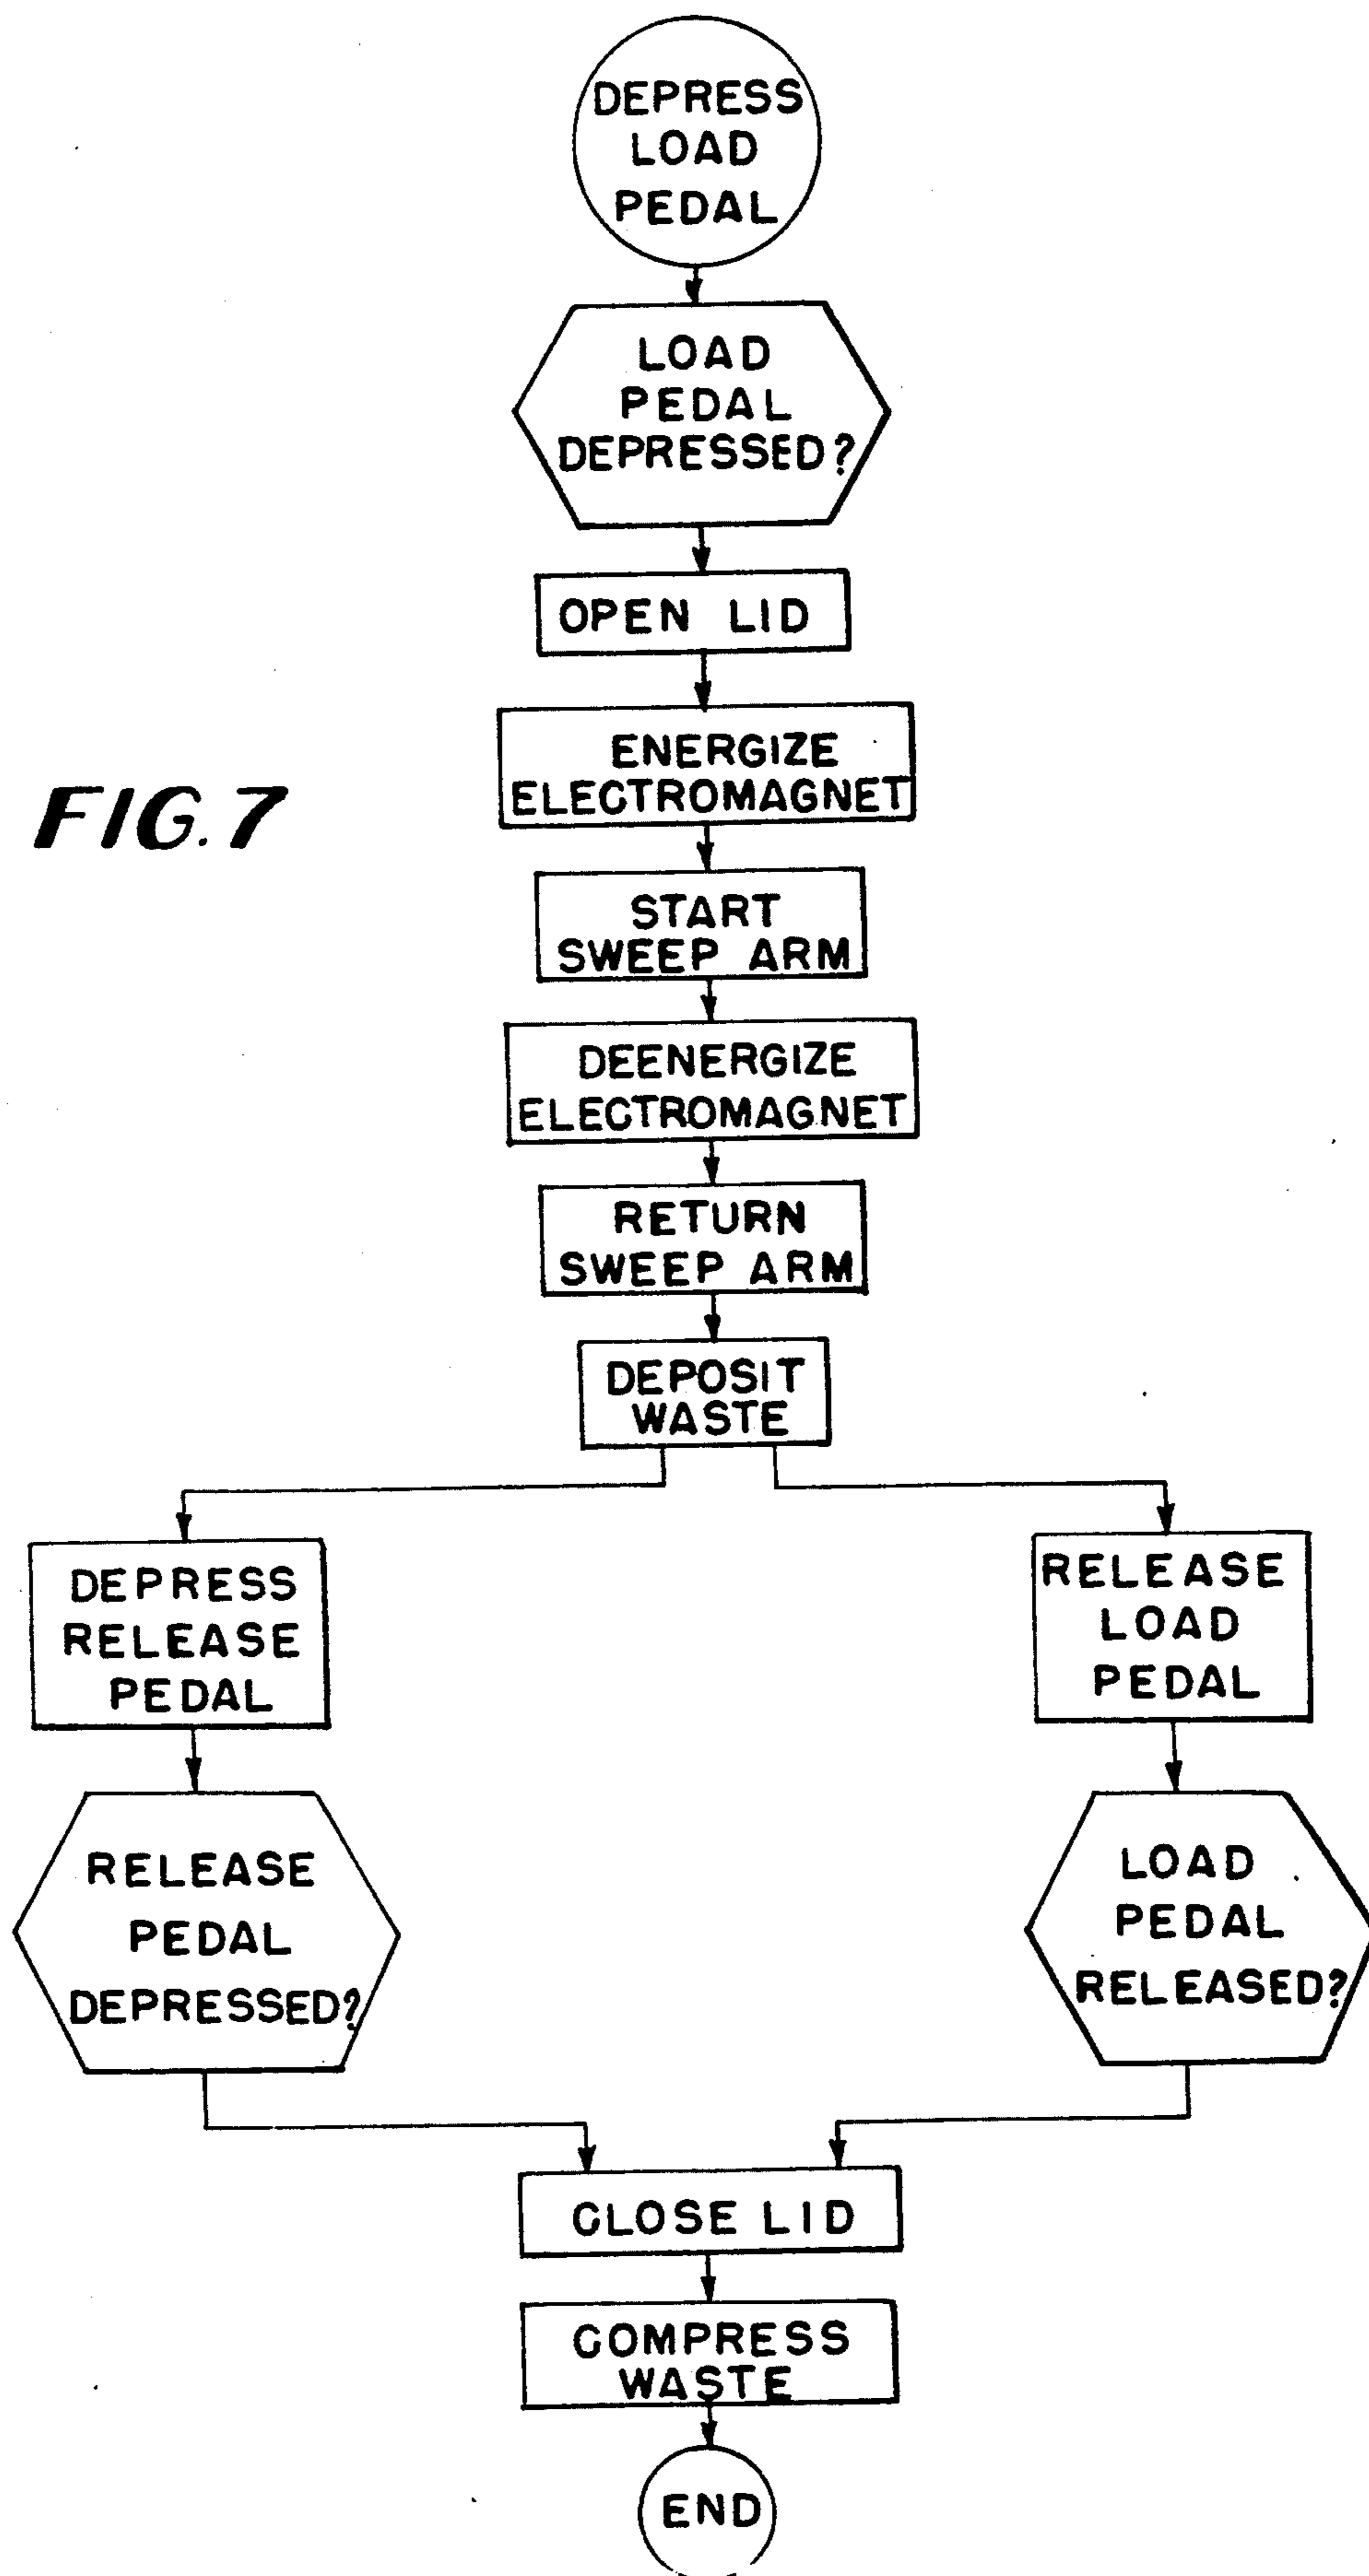 DEPRESS
LOAD
PEDAL
LOAD
PEDAL
DEPRESSED?
OPEN LID
ENERGIZE
ELECTROMAGNET
FIG. 7
START
SWEEP ARM
DEENERGIZE
ELECTROMAGNET
RETURN
SWEEP ARM
DEPOSIT
WASTE
DEPRESS
RELEASE
PEDAL
RELEASE
LOAD
PEDAL
RELEASE
PEDAL
DEPRESSED?
LOAD
PEDAL
RELEASED?
CLOSE LID
COMPRESS
WASTE
END